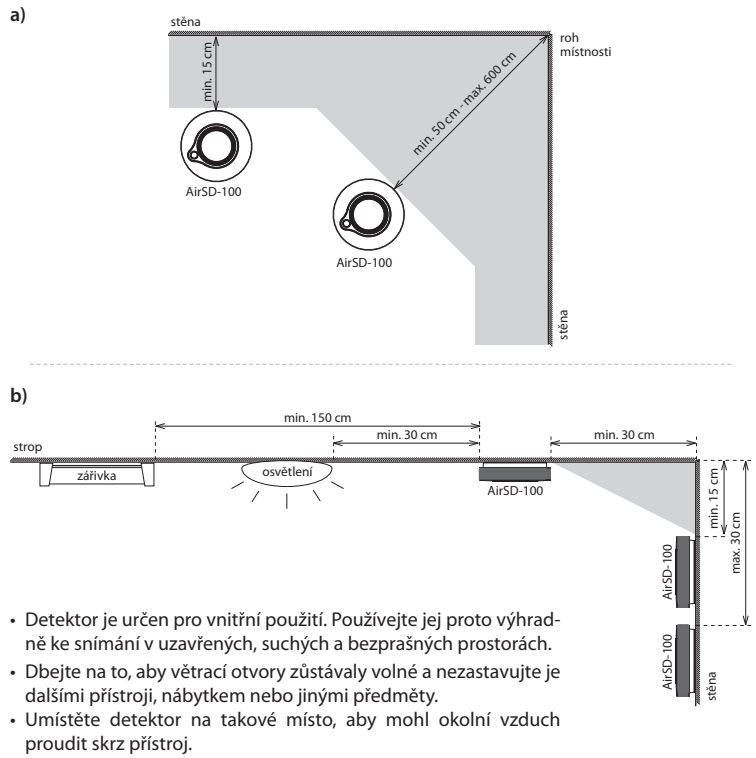 a)
stěna
roh
místnosti
min. 15 cm
min. 50 cm - max. 600 cm
AirSD-100
AirSD-100
stěna
b)
min. 150 cm
strop
min. 30 cm
min. 30 cm
zářivka
osvětlení
AirSD-100
min. 15 cm
max. 30 cm
AirSD-100
AirSD-100
stěna
• Detektor je určen pro vnitřní použití. Používejte jej proto výhrad-
ně ke snímání v uzavřených, suchých a bezprašných prostorách.
• Dbejte na to, aby větrací otvory zůstávaly volné a nezastavujte je
dalšími přístroji, nábytkem nebo jinými předměty.
• Umístěte detektor na takové místo, aby mohl okolní vzduch
proudit skrz přístroj.